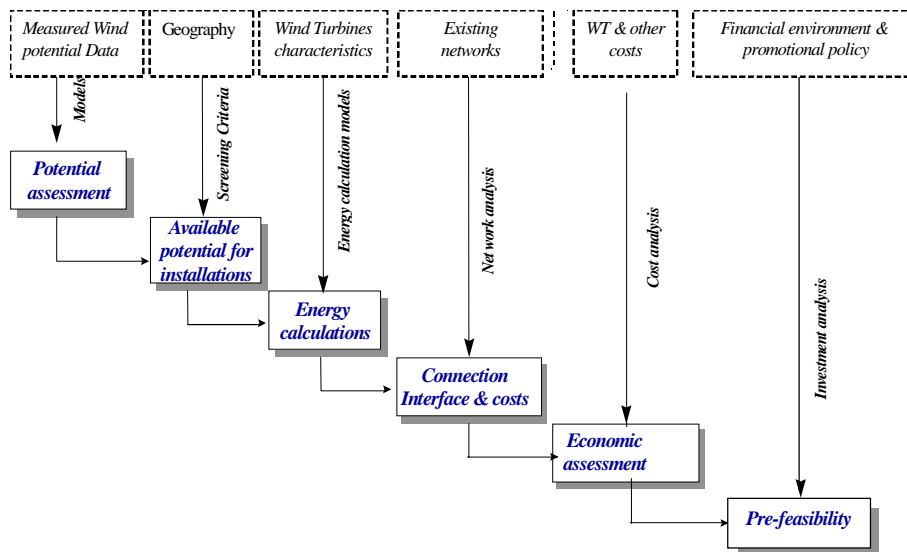 Measured Wind
potential Data
Geography
Wind Turbines
characteristics
Existing
networks
WT & other
costs
Financial environment &
promotional policy
Models
Screening Criteria
Energy calculation models
Net work analysis
Cost analysis
Investment analysis
Potential
assessment
Available
potential for
installations
Energy
calculations
Connection
Interface & costs
Economic
assessment
Pre-feasibility